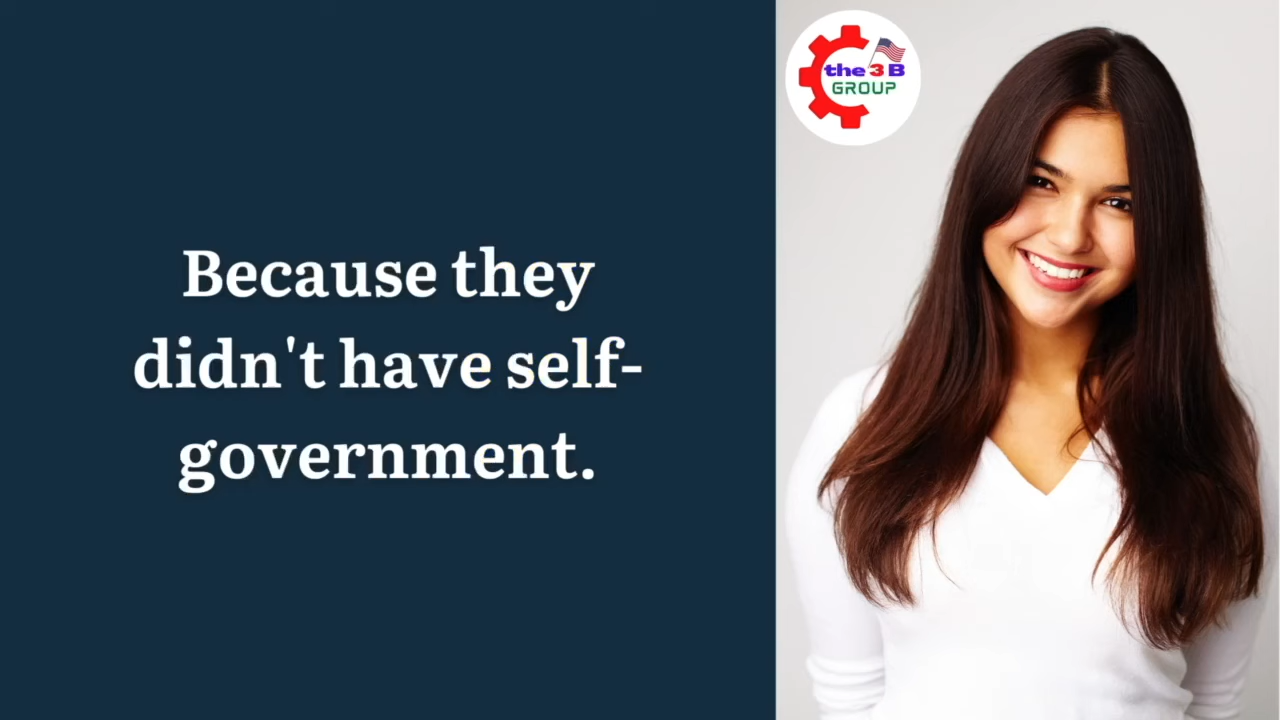 Because they
didn't have self-
government.
the 3 B
GROUP